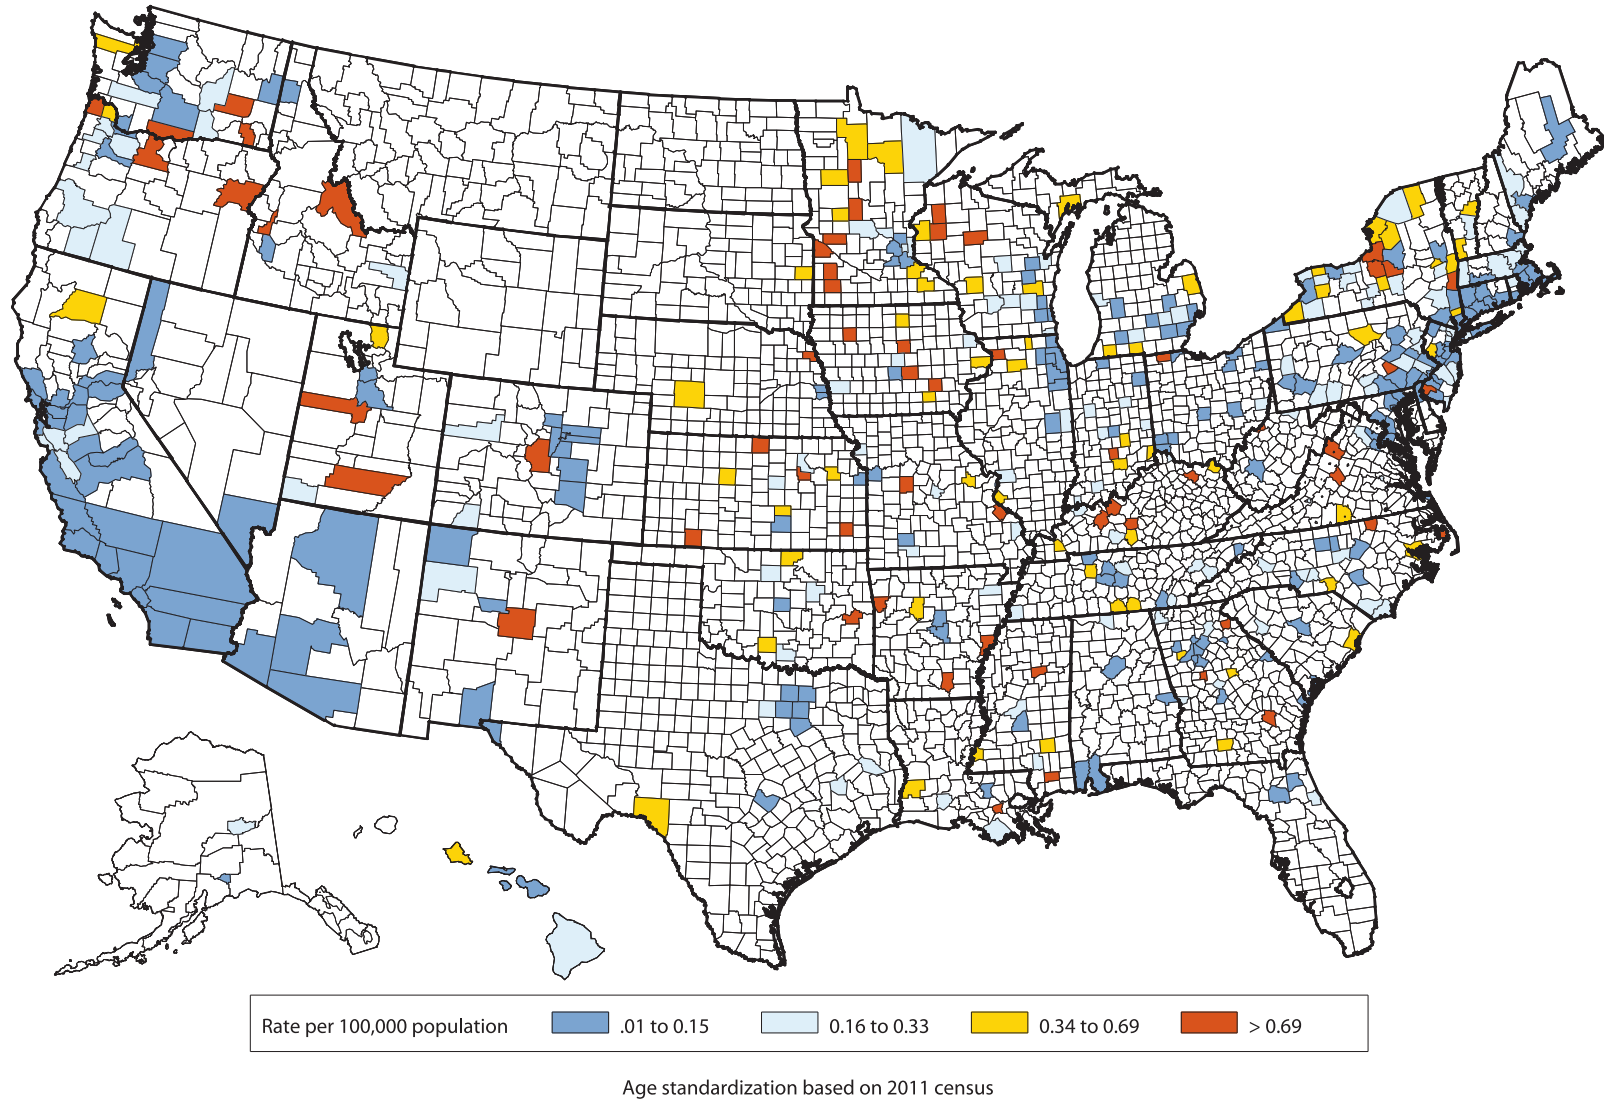 Rate per 100,000 population .01 to 0.15 0.16 to 0.33 0.34 to 0.69 > 0.69
Age standardization based on 2011 census